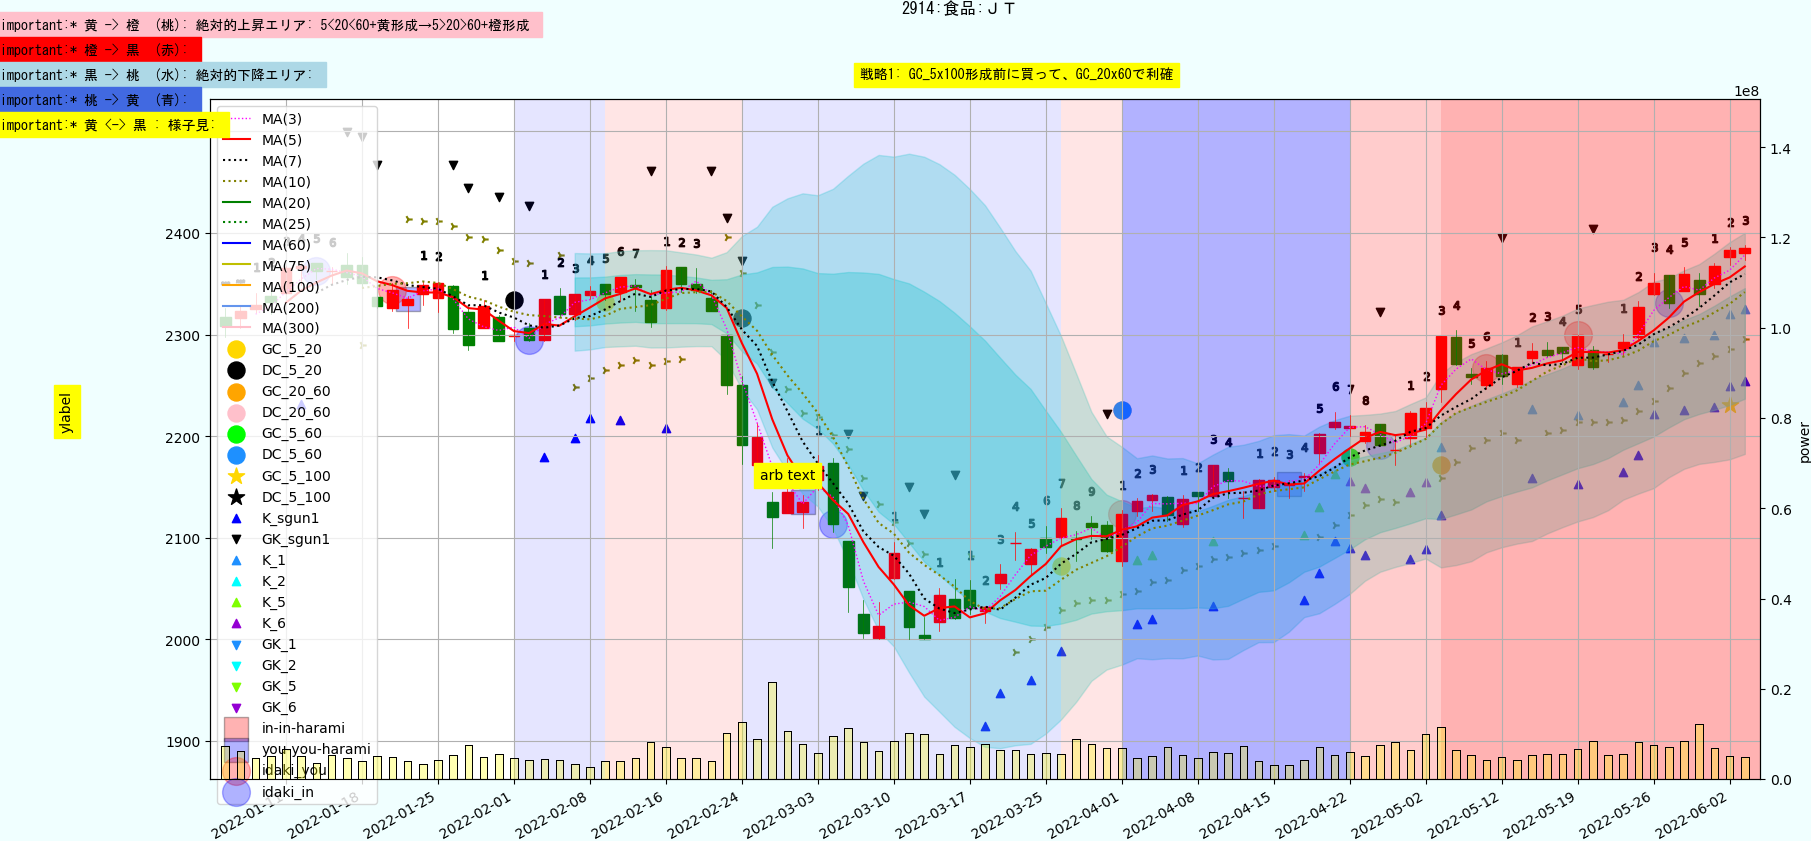 2914:食品:ＪＴ
important:* 黄 -> 橙 (桃): 絶対的上昇エリア: 5<20<60+黄形成→5>20>60+橙形成
important:* 橙 -> 黒 (赤):
important:* 黒 -> 桃 (水): 絶対的下降エリア:
important:* 桃 -> 黄 (青):
important:* 黄 <-> 黒 : 様子見:
戦略1: GC_5x100形成前に買って、GC_20x60で利確
1e8
MA(3)
MA(5)
MA(7)
MA(10)
MA(20)
MA(25)
MA(60)
MA(75)
MA(100)
MA(200)
MA(300)
GC_5_20
DC_5_20
GC_20_60
DC_20_60
GC_5_60
DC_5_60
GC_5_100
DC_5_100
K_sgun1
GK_sgun1
K_1
K_2
K_5
K_6
GK_1
GK_2
GK_5
GK_6
in-in-harami
you-you-harami
idaki_you
idaki_in
arb text
ylabel
power
2400
2300
2200
2100
2000
1900
1.4
1.2
1.0
0.8
0.6
0.4
0.2
0.0
2022-01-11
2022-01-18
2022-01-25
2022-02-01
2022-02-08
2022-02-16
2022-02-24
2022-03-03
2022-03-10
2022-03-17
2022-03-25
2022-04-01
2022-04-08
2022-04-15
2022-04-22
2022-05-02
2022-05-12
2022-05-19
2022-05-26
2022-06-02